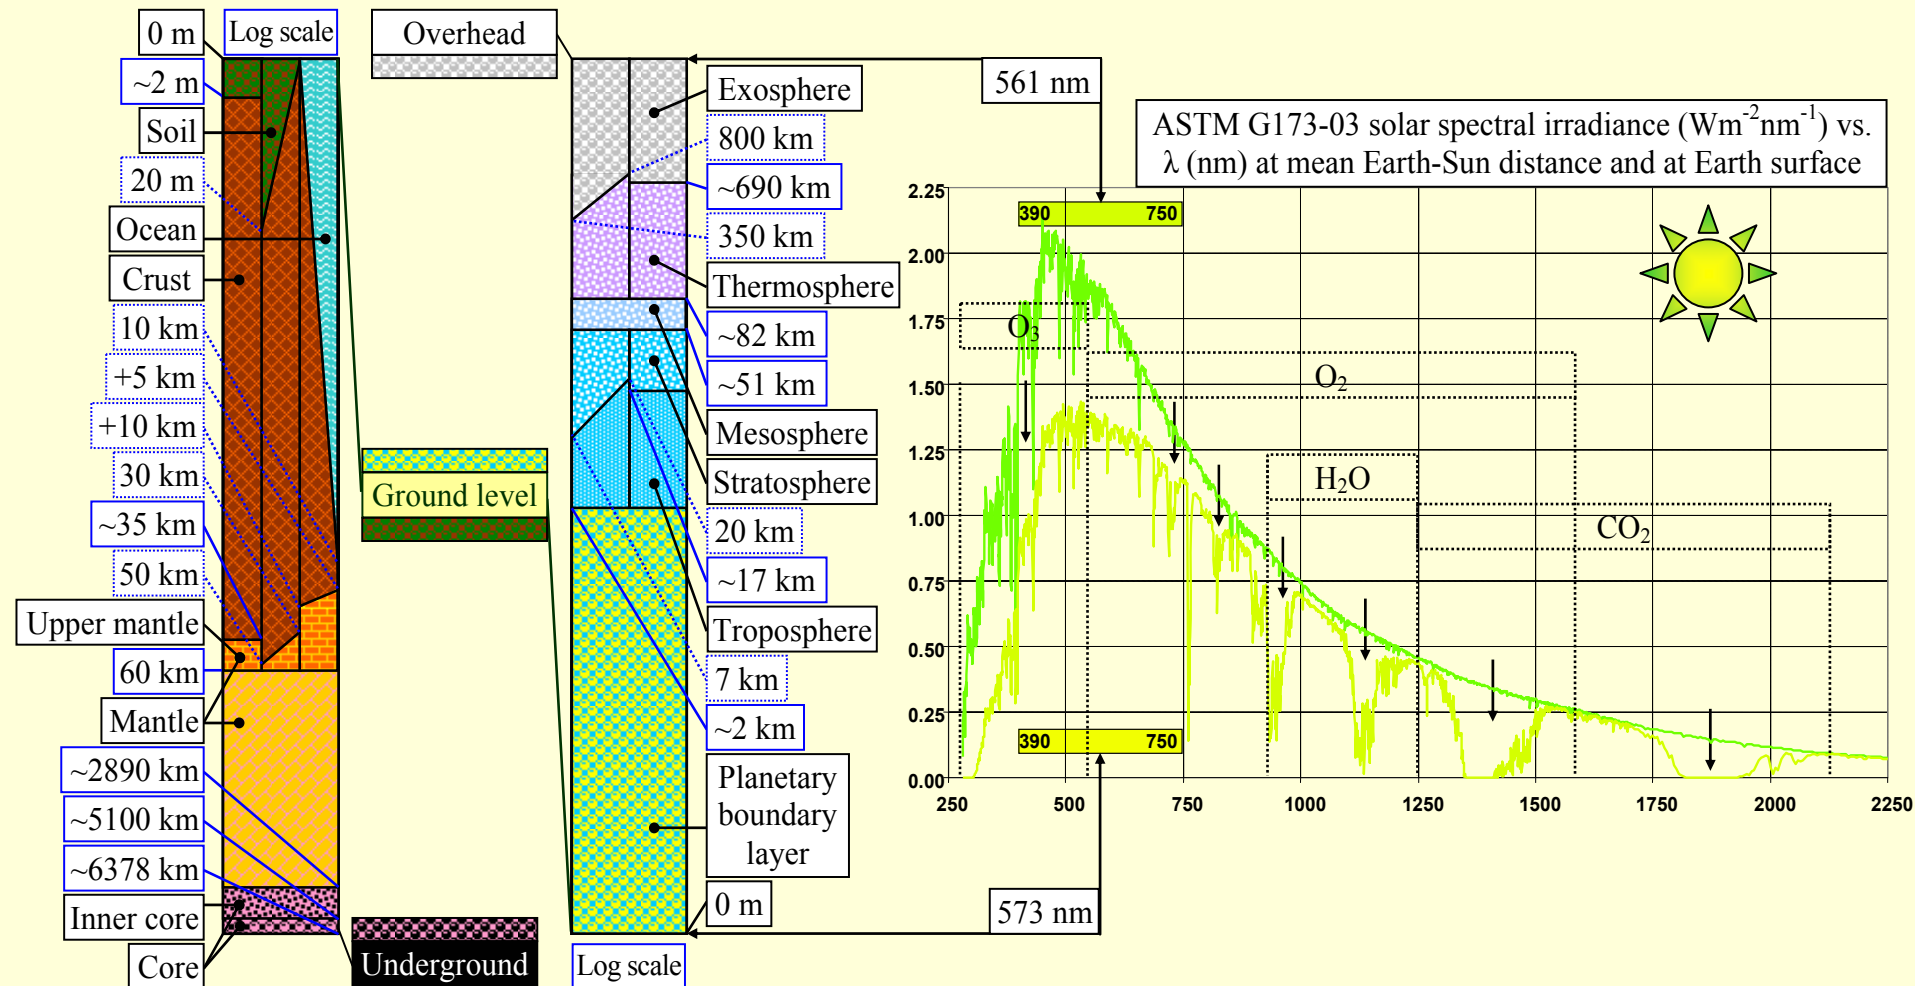 0 m
Log scale
~2 m
Soil
20 m
Ocean
Crust
10 km
+5 km
+10 km
30 km
~35 km
50 km
Upper mantle
60 km
Mantle
~2890 km
~5100 km
~6378 km
Inner core
Core
Overhead
Ground level
Underground
Exosphere
800 km
~690 km
350 km
Thermosphere
~82 km
~51 km
Mesosphere
Stratosphere
20 km
~17 km
Troposphere
7 km
~2 km
Planetary
boundary
layer
0 m
Log scale
561 nm
573 nm
ASTM G173-03 solar spectral irradiance (Wm⁻²nm⁻¹) vs.
λ (nm) at mean Earth-Sun distance and at Earth surface
2.25
2.00
1.75
1.50
1.25
1.00
0.75
0.50
0.25
0.00
390 750
O₃
O₂
H₂O
CO₂
390 750
250 500 750 1000 1250 1500 1750 2000 2250